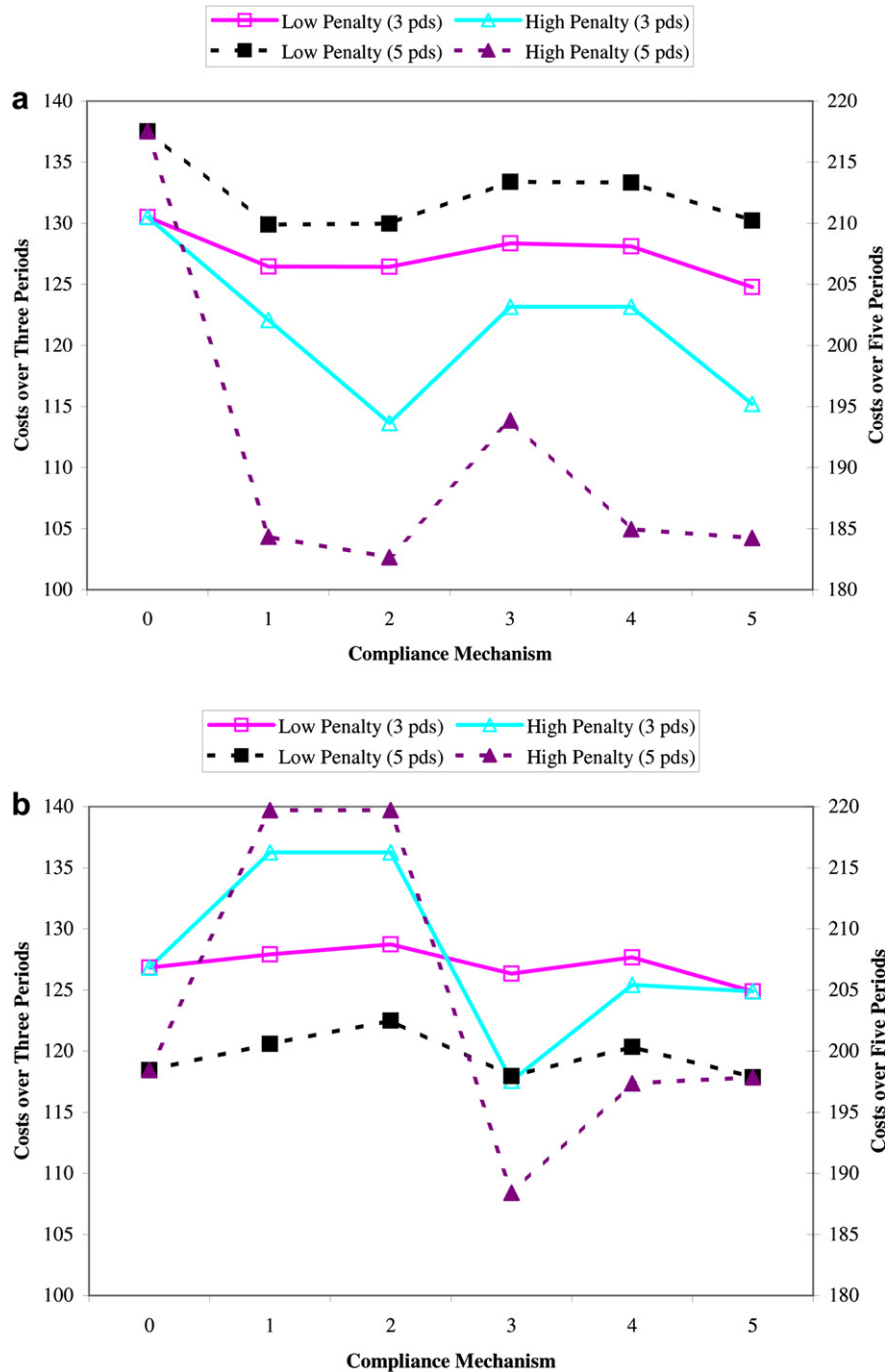 Low Penalty (3 pds) High Penalty (3 pds)
Low Penalty (5 pds) High Penalty (5 pds)
a
140 220
135 215
130 210
125 205
120 200
115 195
110 190
105 185
100 180
Costs over Three Periods
Costs over Five Periods
0 1 2 3 4 5
Compliance Mechanism
Low Penalty (3 pds) High Penalty (3 pds)
Low Penalty (5 pds) High Penalty (5 pds)
b
140 220
135 215
130 210
125 205
120 200
115 195
110 190
105 185
100 180
Costs over Three Periods
Costs over Five Periods
0 1 2 3 4 5
Compliance Mechanism